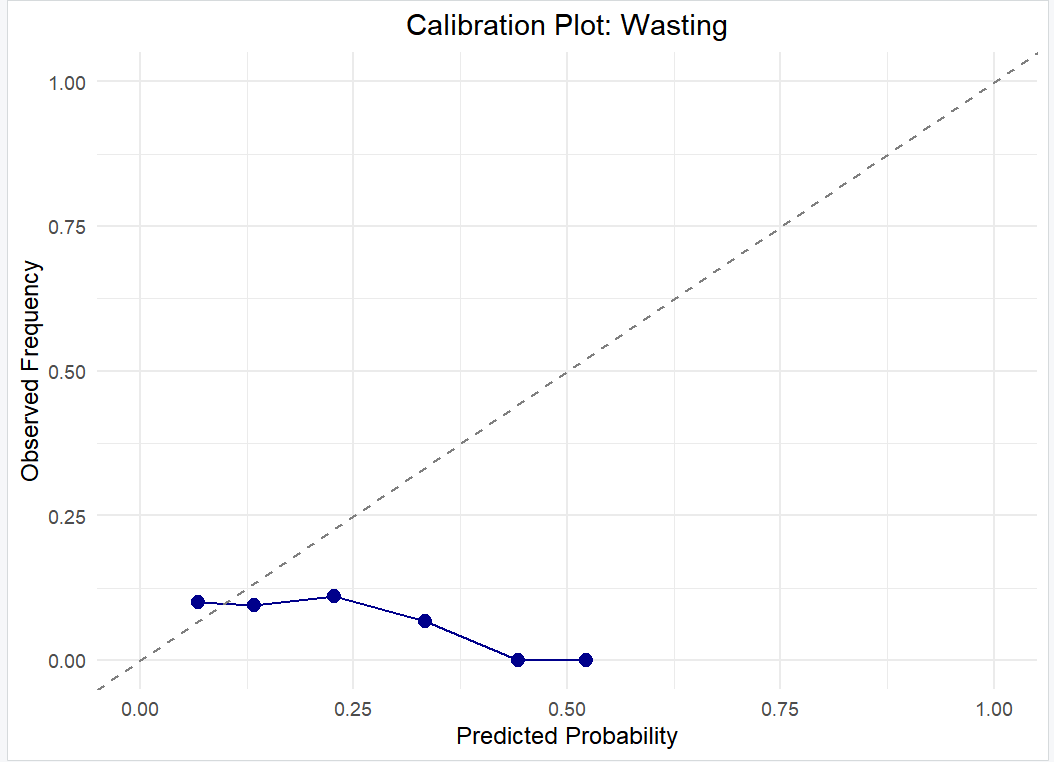 Calibration Plot: Wasting
1.00
0.75
0.50
0.25
0.00
Observed Frequency
0.00 0.25 0.50 0.75 1.00
Predicted Probability